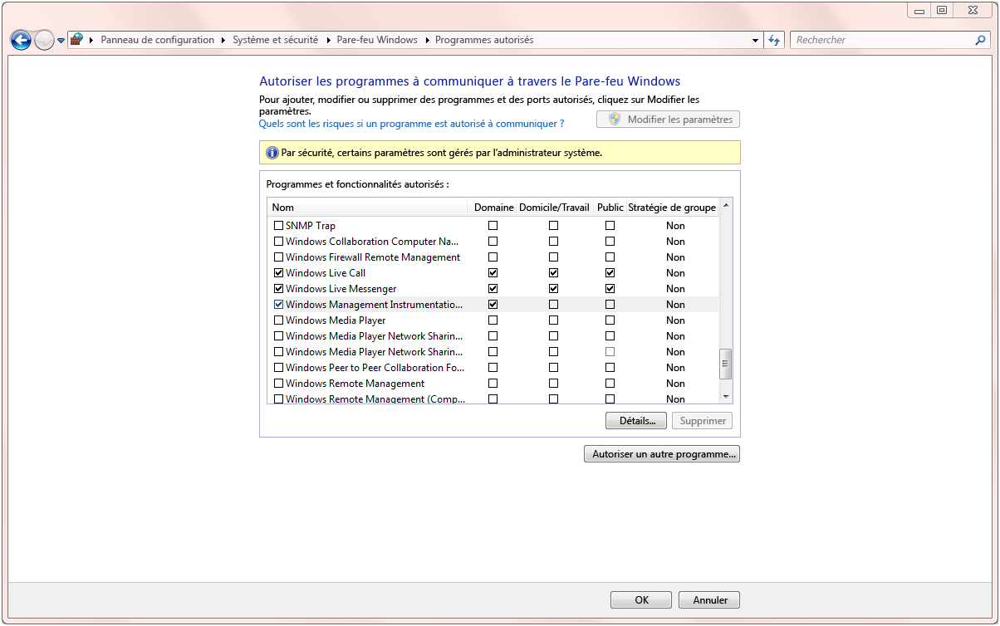 Panneau de configuration Système et sécurité Pare-feu Windows Programmes autorisés
Rechercher
Autoriser les programmes à communiquer à travers le Pare-feu Windows
Pour ajouter, modifier ou supprimer des programmes et des ports autorisés, cliquez sur Modifier les
paramètres.
Quels sont les risques si un programme est autorisé à communiquer ?
Modifier les paramètres
Par sécurité, certains paramètres sont gérés par l'administrateur système.
Programmes et fonctionnalités autorisés :
Nom Domaine Domicile/Travail Public Stratégie de groupe
SNMP Trap Non
Windows Collaboration Computer Na... Non
Windows Firewall Remote Management Non
Windows Live Call Non
Windows Live Messenger Non
Windows Management Instrumentatio... Non
Windows Media Player Non
Windows Media Player Network Sharin... Non
Windows Media Player Network Sharin... Non
Windows Peer to Peer Collaboration Fo... Non
Windows Remote Management Non
Windows Remote Management (Comp... Non
Détails... Supprimer
Autoriser un autre programme...
OK Annuler